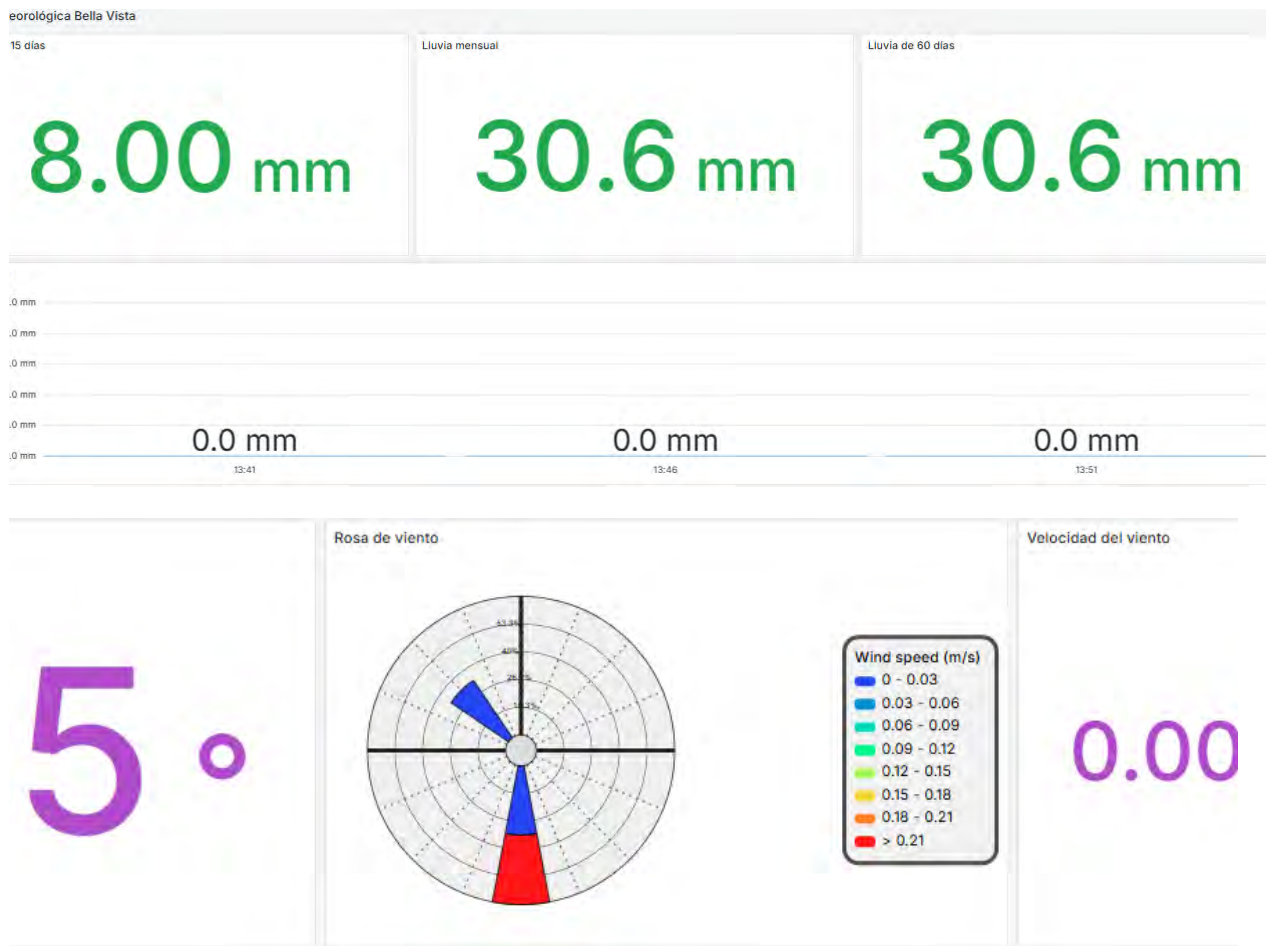 eorológica Bella Vista
15 días
Lluvia mensual
Lluvia de 60 días
8.00 mm
30.6 mm
30.6 mm
.0 mm
.0 mm
.0 mm
.0 mm
.0 mm
.0 mm
0.0 mm
0.0 mm
0.0 mm
13:41
13:46
13:51
Rosa de viento
Velocidad del viento
5 °
40%
Wind speed (m/s)
0 - 0.03
0.03 - 0.06
0.06 - 0.09
0.09 - 0.12
0.12 - 0.15
0.15 - 0.18
0.18 - 0.21
> 0.21
0.00